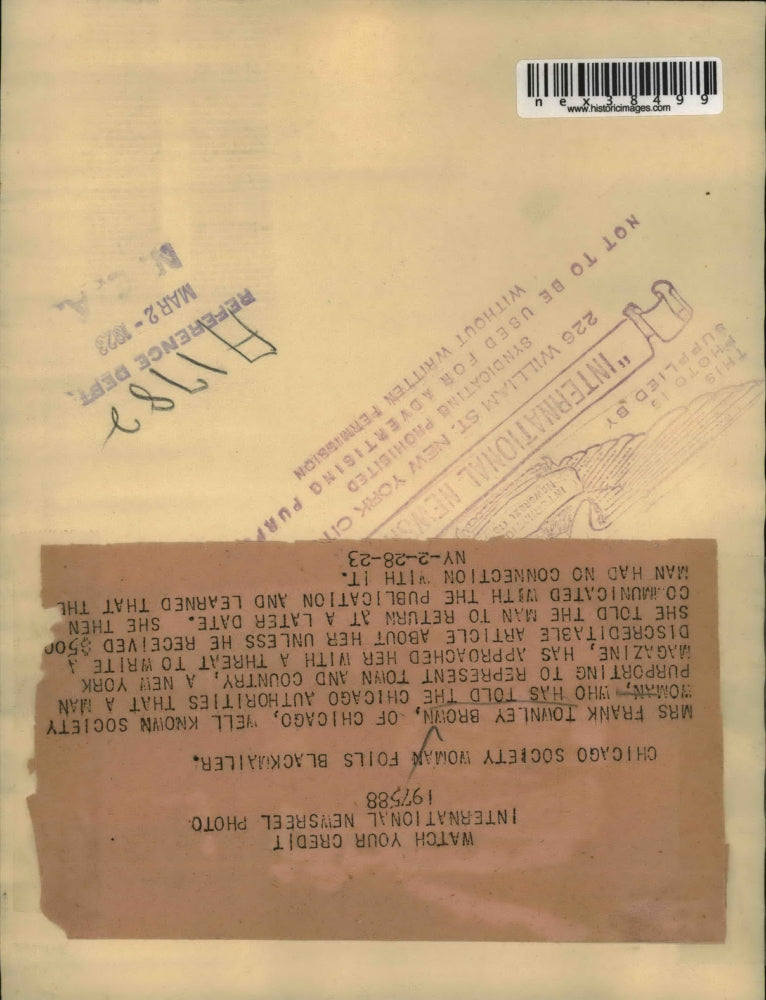 nex38499
www.historicimages.com
N.E.A.
REFERENCE DEPT.
MAR 2 - 1923
A1782
THIS
PHOTO IS
SUPPLIED BY
"INTERNATIONAL NEWSR
226 WILLIAM ST. NEW YORK CIT
SYNDICATING PROHIBITED
NOT TO BE USED FOR ADVERTISING PURP
WITHOUT WRITTEN PERMISSION
WATCH YOUR CREDIT
INTERNATIONAL NEWSREEL PHOTO
197588
CHICAGO SOCIETY WOMAN FOILS BLACKMAILER.
MRS FRANK TOWNLEY BROWN, OF CHICAGO, WELL KNOWN SOCIETY
WOMAN, WHO HAS TOLD THE CHICAGO AUTHORITIES THAT A MAN
PURPORTING TO REPRESENT TOWN AND COUNTRY, A NEW YORK
MAGAZINE, HAS APPROACHED HER WITH A THREAT TO WRITE A
DISCREDITABLE ARTICLE ABOUT HER UNLESS HE RECEIVED $500
SHE TOLD THE MAN TO RETURN AT A LATER DATE. SHE THEN
COMMUNICATED WITH THE PUBLICATION AND LEARNED THAT THE
MAN HAD NO CONNECTION WITH IT.
NY-2-28-23